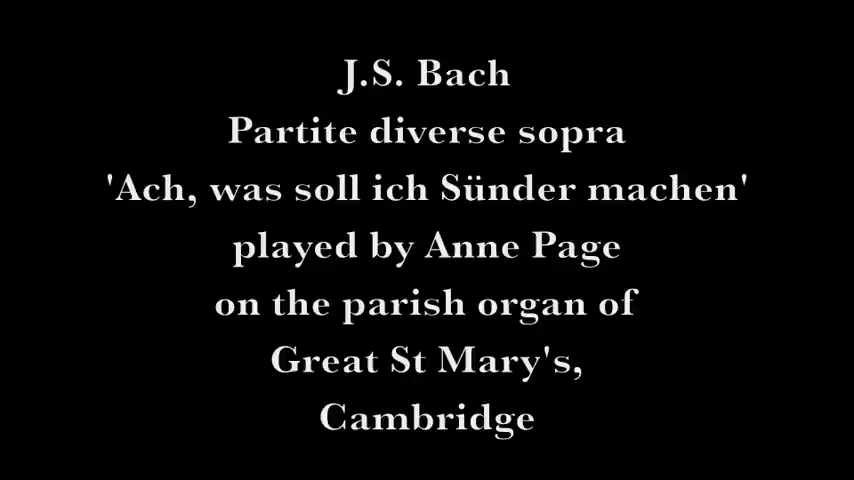 J.S. Bach
Partite diverse sopra
'Ach, was soll ich Sünder machen'
played by Anne Page
on the parish organ of
Great St Mary's,
Cambridge